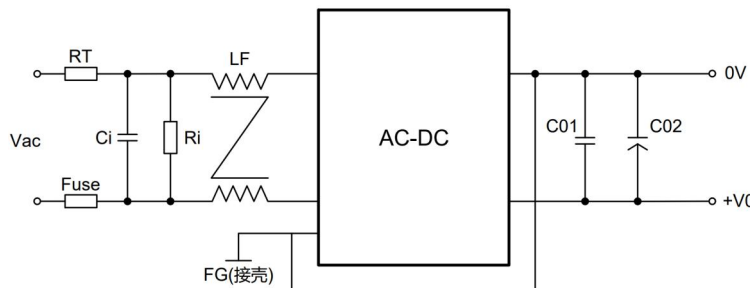 RT
LF
0V
Vac
Ci
Ri
AC-DC
C01
C02
Fuse
+V0
FG(接壳)